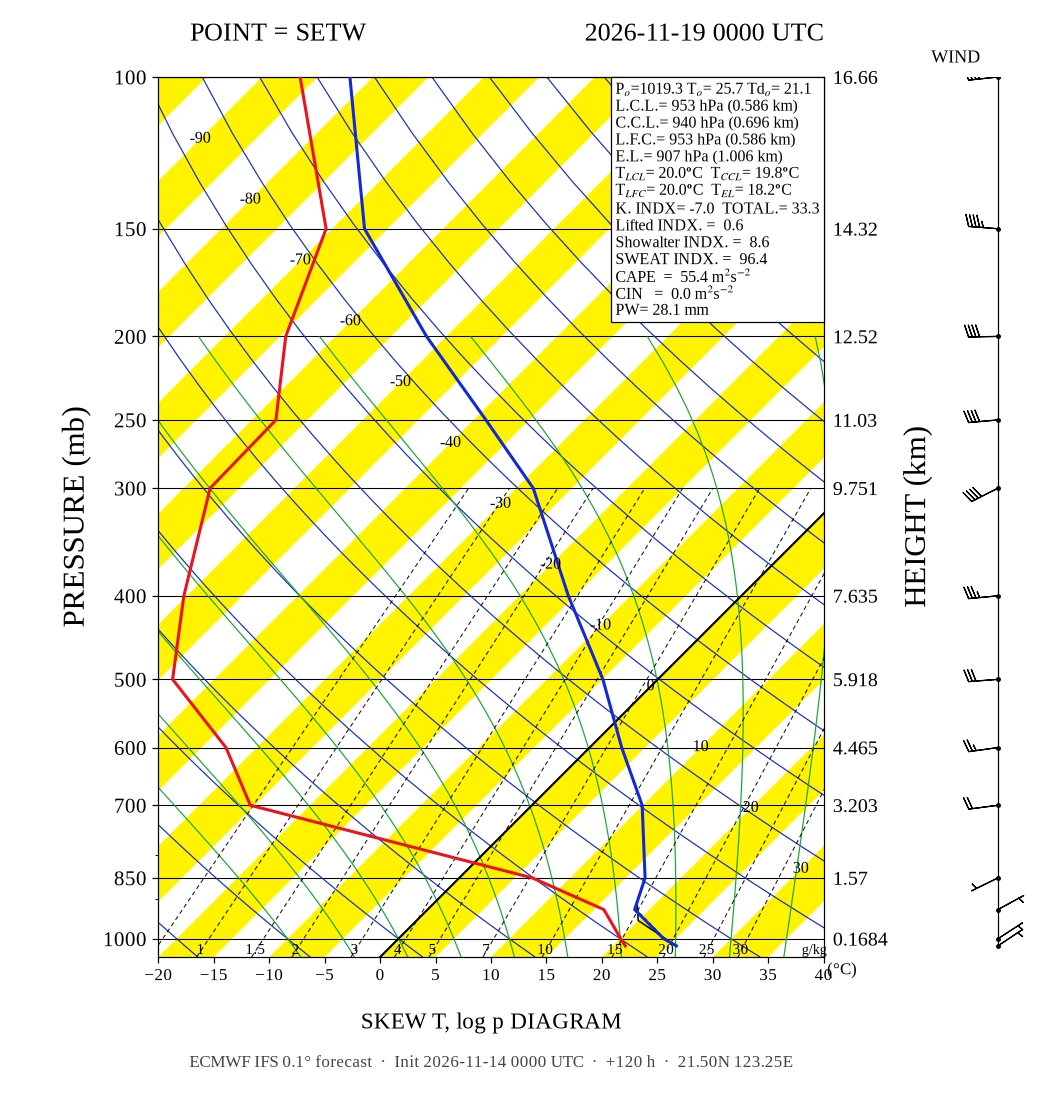 POINT = SETW 2026-11-19 0000 UTC
WIND
100 16.66
Pₒ=1019.3 Tₒ= 25.7 Tdₒ= 21.1
L.C.L.= 953 hPa (0.586 km)
C.C.L.= 940 hPa (0.696 km)
L.F.C.= 953 hPa (0.586 km)
E.L.= 907 hPa (1.006 km)
T_LCL= 20.0°C T_CCL= 19.8°C
T_LFC= 20.0°C T_EL= 18.2°C
K. INDX= -7.0 TOTAL.= 33.3
Lifted INDX. = 0.6
Showalter INDX. = 8.6
SWEAT INDX. = 96.4
CAPE = 55.4 m²s⁻²
CIN = 0.0 m²s⁻²
PW= 28.1 mm
-90
-80
150 14.32
-70
-60
200 12.52
-50
250 11.03
-40
300 9.751
-30
PRESSURE (mb)
HEIGHT (km)
-20
400 7.635
-10
500 0 5.918
600 10 4.465
700 20 3.203
30
850 1.57
1000 0.1684
1 1.5 2 3 4 5 7 10 15 20 25 30 g/kg
−20 −15 −10 −5 0 5 10 15 20 25 30 35 40 (°C)
SKEW T, log p DIAGRAM
ECMWF IFS 0.1° forecast · Init 2026-11-14 0000 UTC · +120 h · 21.50N 123.25E